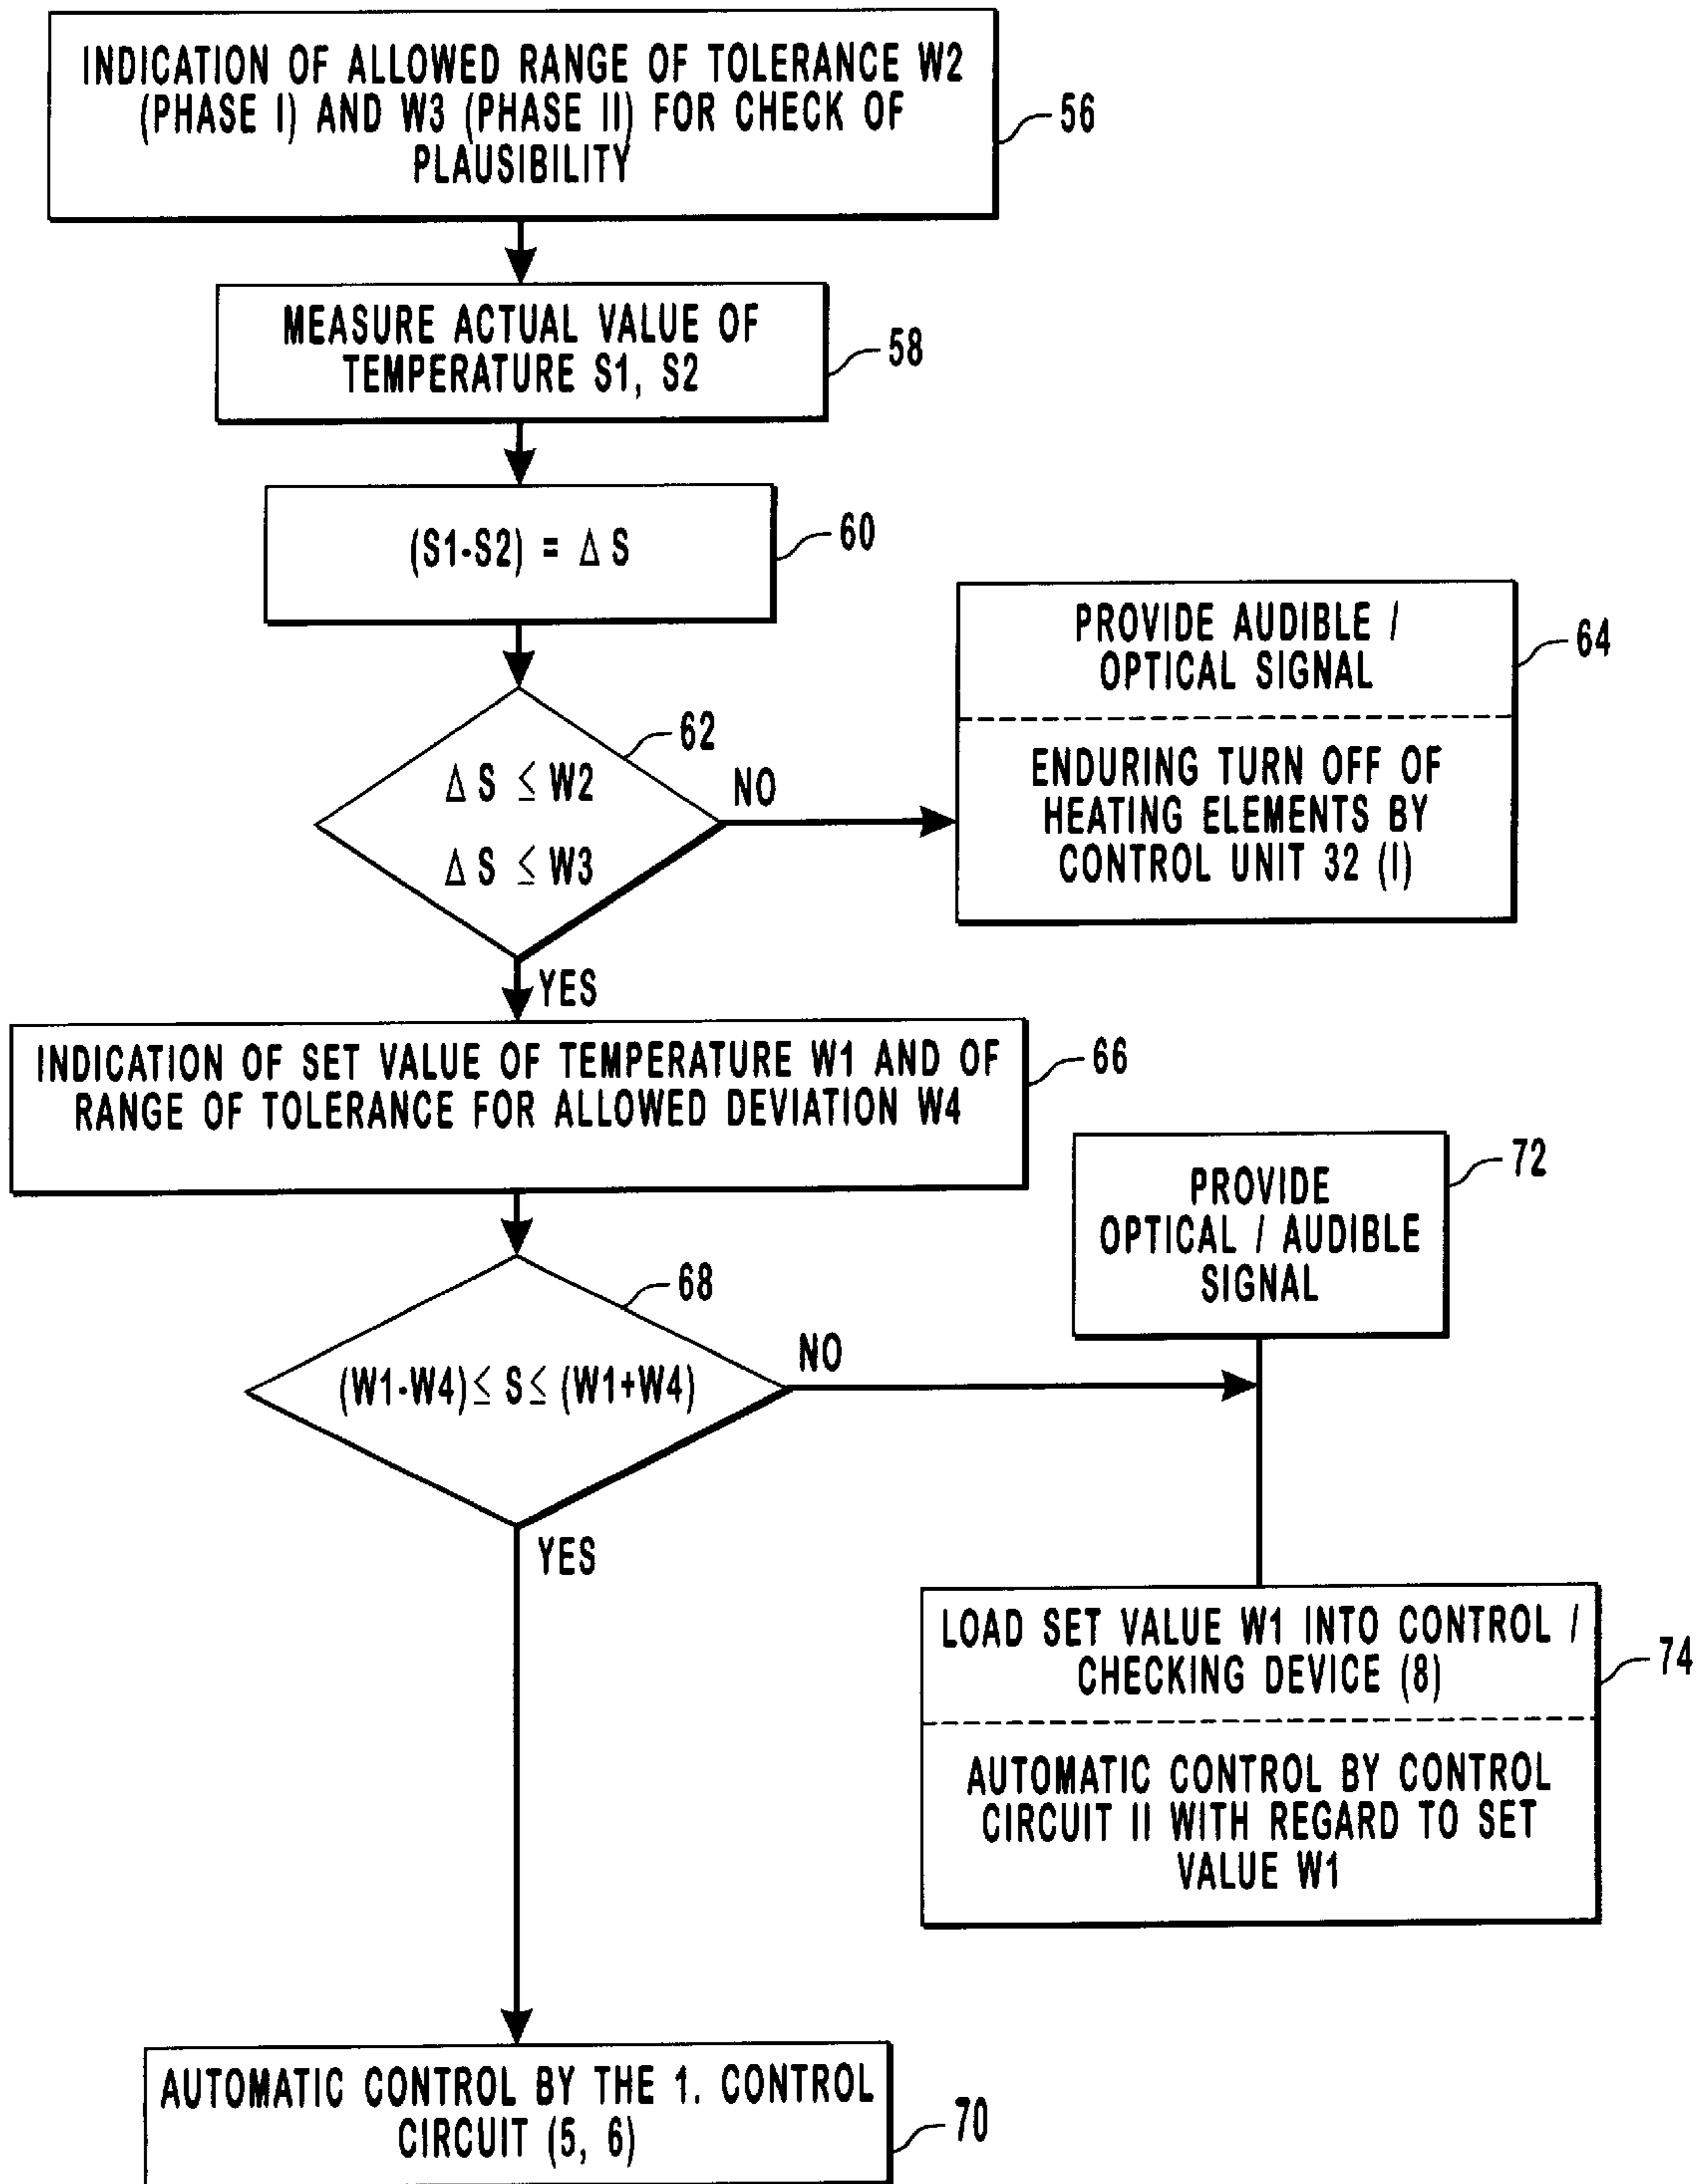 INDICATION OF ALLOWED RANGE OF TOLERANCE W2
(PHASE I) AND W3 (PHASE II) FOR CHECK OF
PLAUSIBILITY
56
MEASURE ACTUAL VALUE OF
TEMPERATURE S1, S2
58
(S1-S2) = Δ S
60
62
Δ S ≤ W2
Δ S ≤ W3
NO
YES
PROVIDE AUDIBLE /
OPTICAL SIGNAL
64
ENDURING TURN OFF OF
HEATING ELEMENTS BY
CONTROL UNIT 32 (I)
INDICATION OF SET VALUE OF TEMPERATURE W1 AND OF
RANGE OF TOLERANCE FOR ALLOWED DEVIATION W4
66
68
(W1-W4) ≤ S ≤ (W1+W4)
NO
YES
PROVIDE
OPTICAL / AUDIBLE
SIGNAL
72
LOAD SET VALUE W1 INTO CONTROL /
CHECKING DEVICE (8)
74
AUTOMATIC CONTROL BY CONTROL
CIRCUIT II WITH REGARD TO SET
VALUE W1
AUTOMATIC CONTROL BY THE 1. CONTROL
CIRCUIT (5, 6)
70